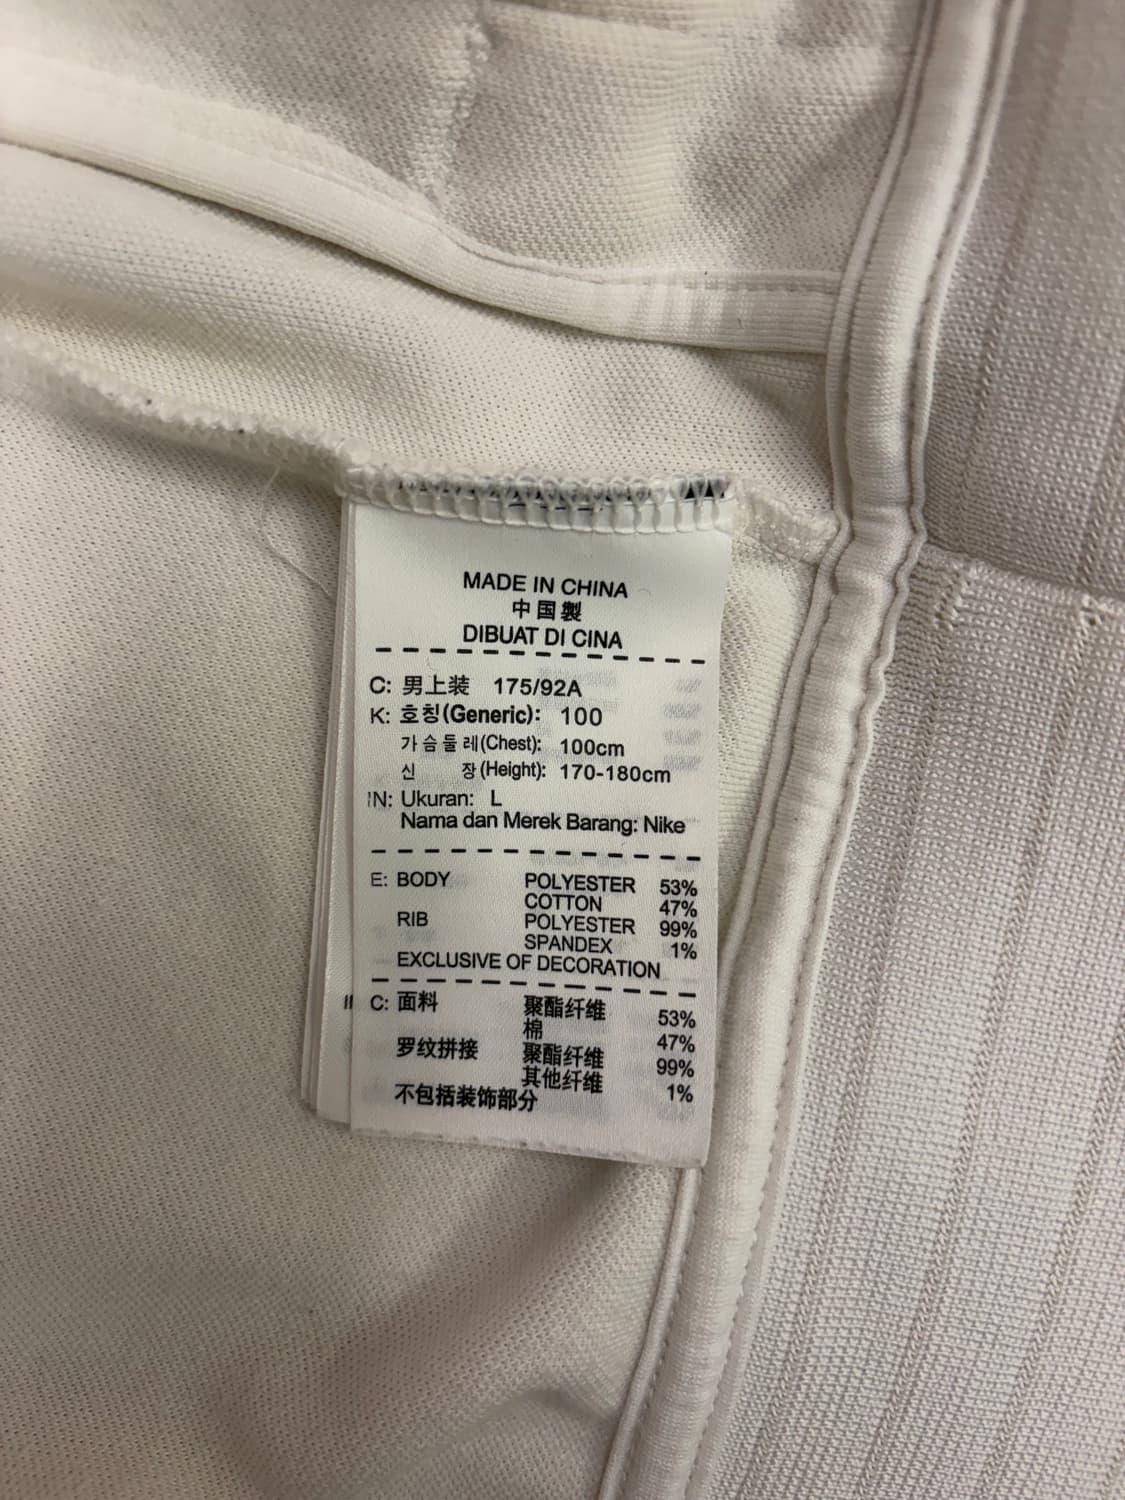 MADE IN CHINA
中国製
DIBUAT DI CINA
C: 男上装 175/92A
K: 호칭(Generic): 100
가슴둘레(Chest): 100cm
신 장(Height): 170-180cm
IN: Ukuran: L
Nama dan Merek Barang: Nike
E: BODY POLYESTER 53%
COTTON 47%
RIB POLYESTER 99%
SPANDEX 1%
EXCLUSIVE OF DECORATION
C: 面料 聚酯纤维 53%
棉 47%
罗纹拼接 聚酯纤维 99%
其他纤维 1%
不包括装饰部分